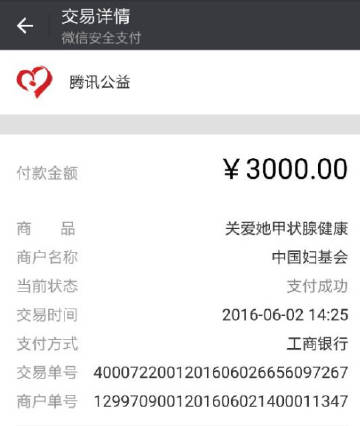 交易详情
微信安全支付
腾讯公益
付款金额 ￥3000.00
商 品 关爱她甲状腺健康
商户名称 中国妇基会
当前状态 支付成功
交易时间 2016-06-02 14:25
支付方式 工商银行
交易单号 4000722001201606026656097267
商户单号 1299709001201606021400011347